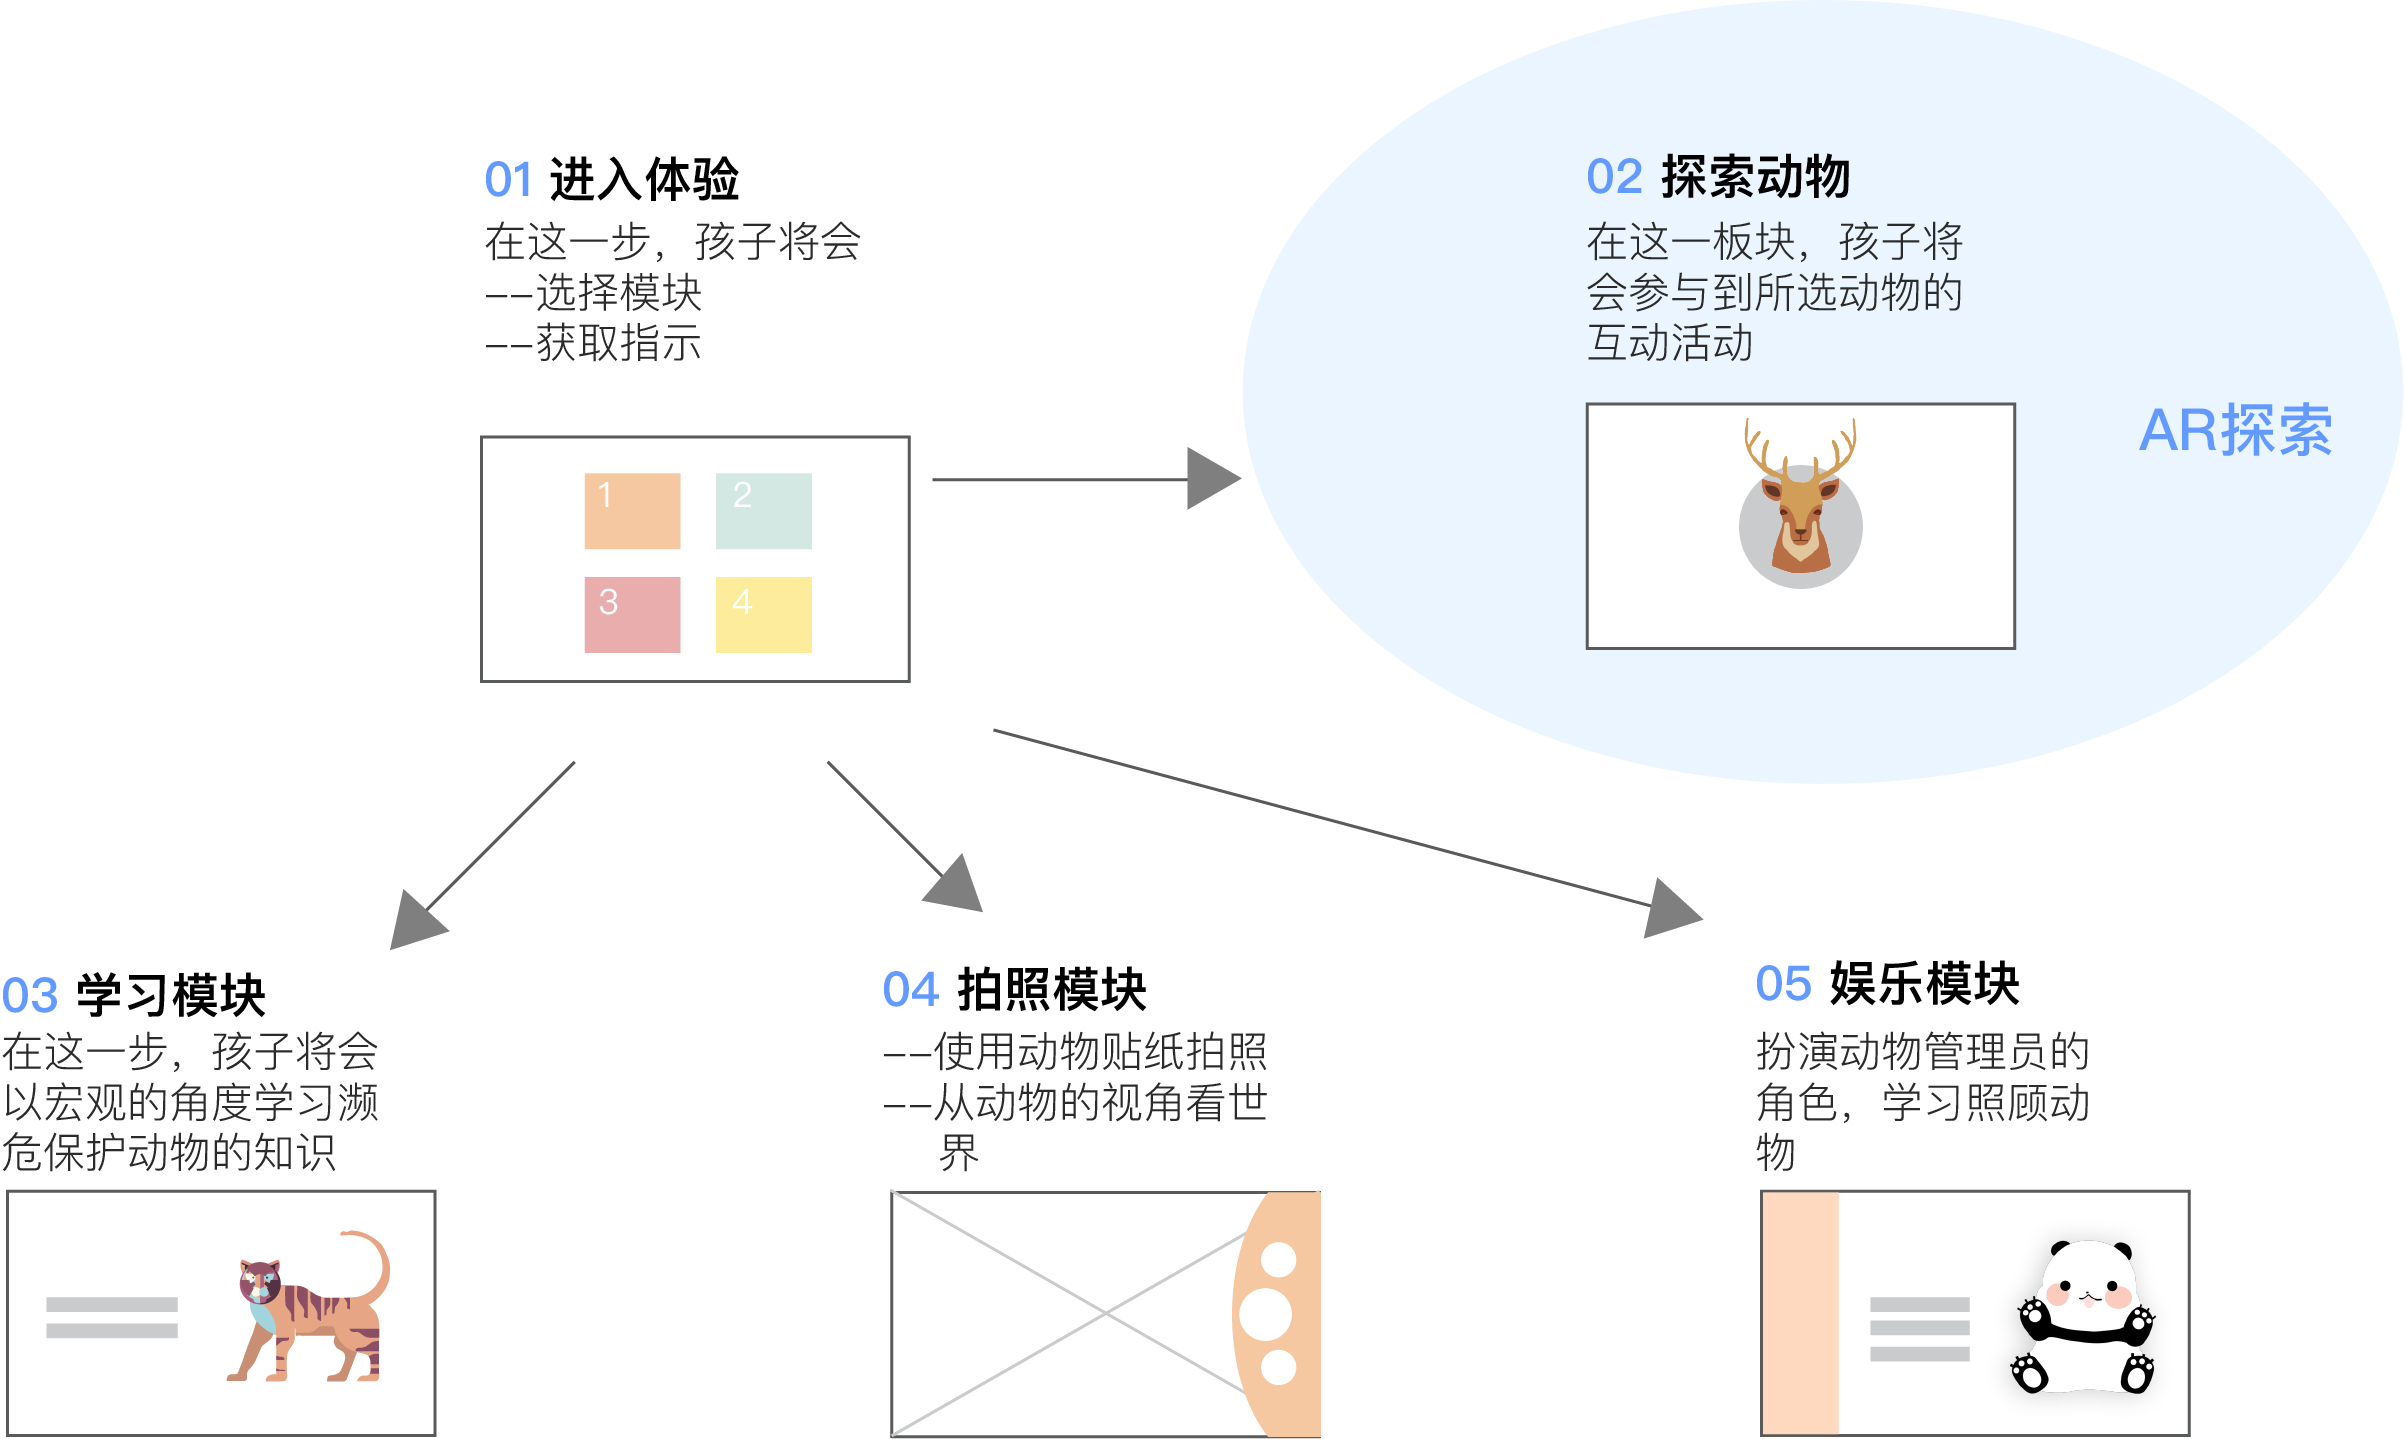 01 进入体验
在这一步，孩子将会
--选择模块
--获取指示
1
2
3
4
02 探索动物
在这一板块，孩子将
会参与到所选动物的
互动活动
AR探索
03 学习模块
在这一步，孩子将会
以宏观的角度学习濒
危保护动物的知识
04 拍照模块
--使用动物贴纸拍照
--从动物的视角看世
界
05 娱乐模块
扮演动物管理员的
角色，学习照顾动
物